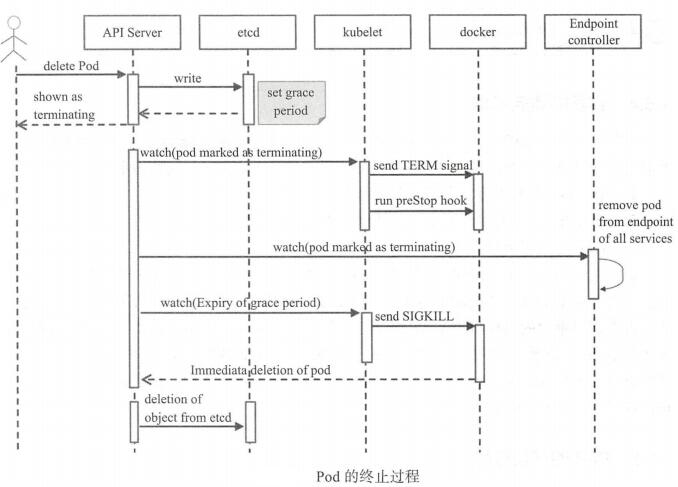 API Server
etcd
kubelet
docker
Endpoint
controller
delete Pod
write
set grace
period
shown as
terminating
watch(pod marked as terminating)
send TERM signal
run preStop hook
remove pod
from endpoint
of all services
watch(pod marked as terminating)
watch(Expiry of grace period)
send SIGKILL
Immediata deletion of pod
deletion of
object from etcd
Pod 的终止过程